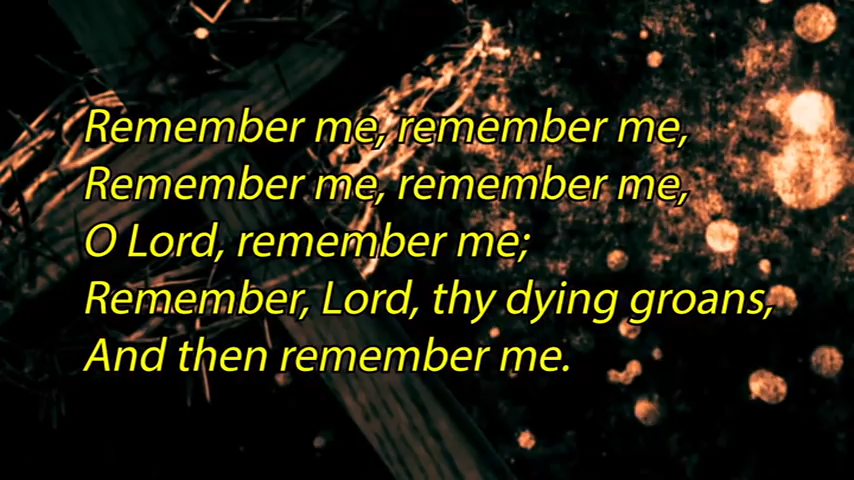 Remember me, remember me,
Remember me, remember me,
O Lord, remember me;
Remember, Lord, thy dying groans,
And then remember me.